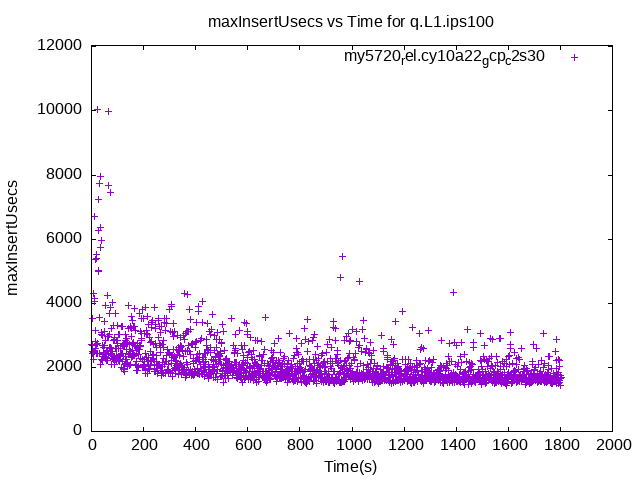 maxInsertUsecs vs Time for q.L1.ips100
my5720rel.cy10a22gcpc2s30
12000
10000
8000
6000
4000
2000
0
maxInsertUsecs
0 200 400 600 800 1000 1200 1400 1600 1800 2000
Time(s)